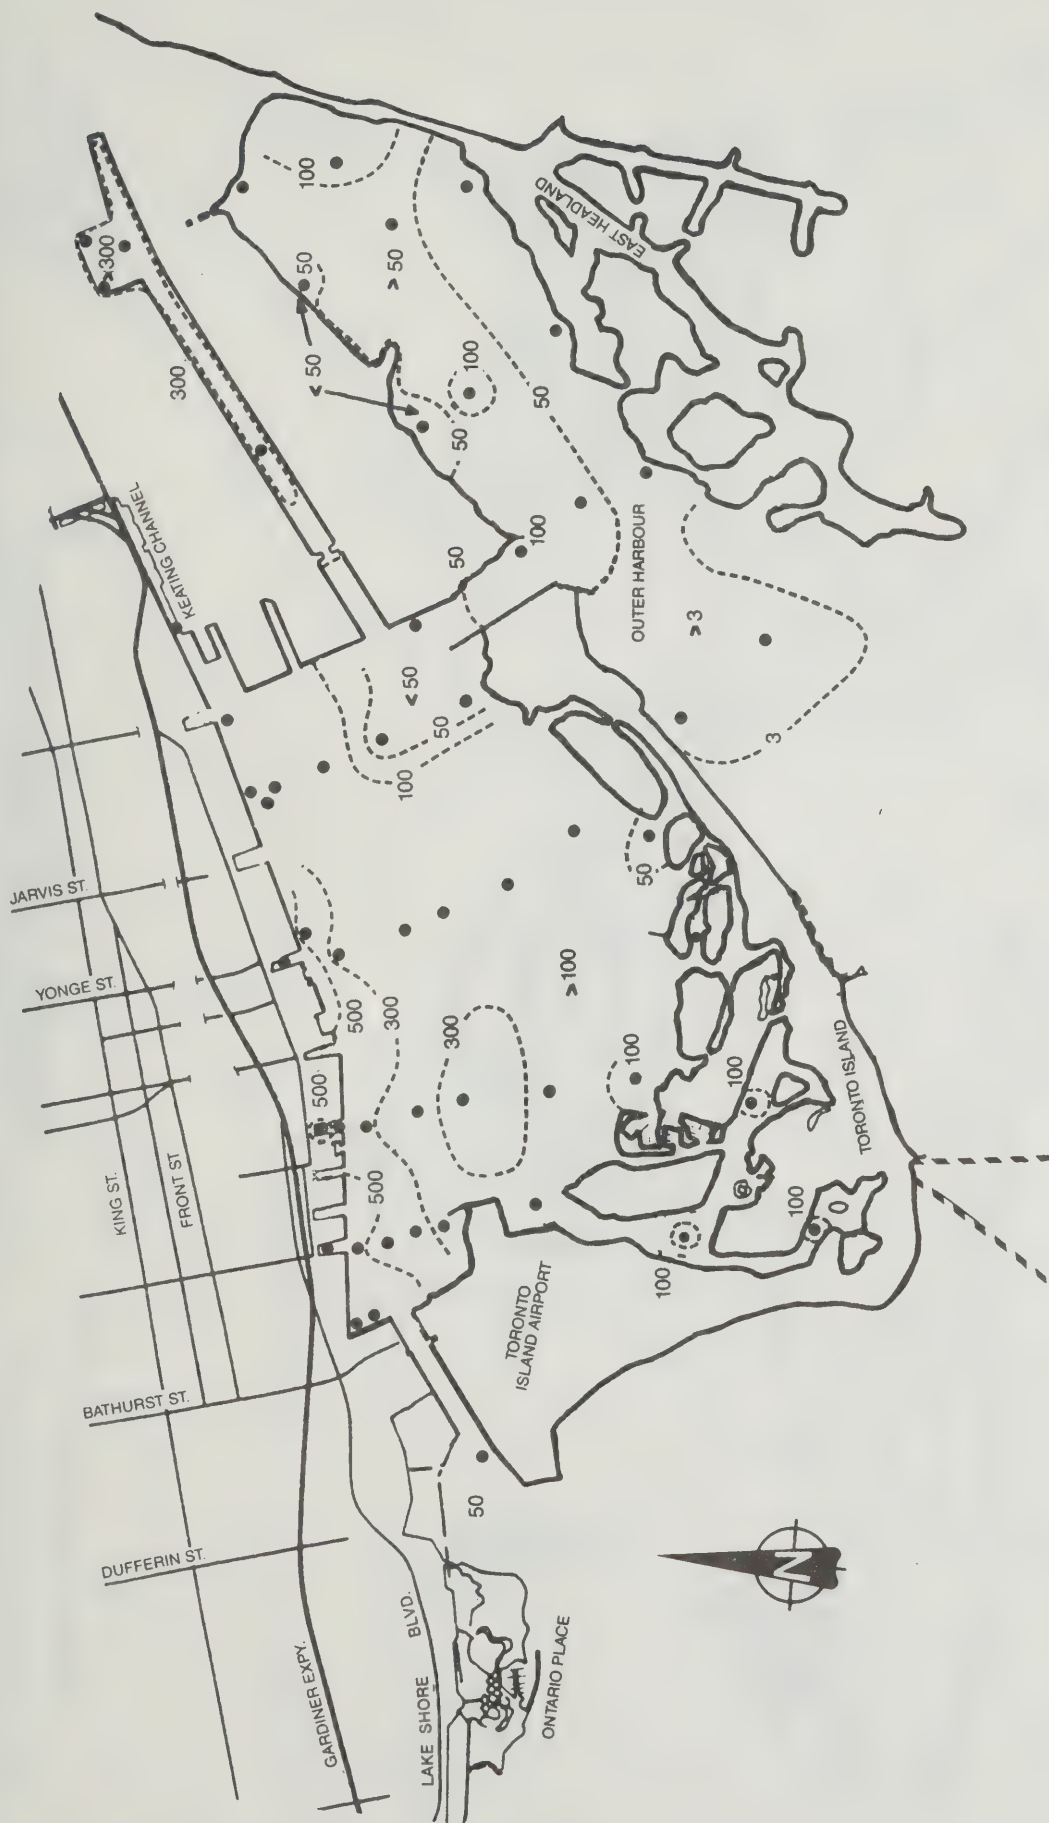 JARVIS ST.
YONGE ST.
BATHURST ST.
DUFFERIN ST.
KING ST.
FRONT ST
GARDINER EXPY.
LAKE SHORE
BLVD.
KEATING CHANNEL
>300
300
100
50
< 50
> 50
500
500
500
300
300
100
< 50
50
50
50
100
50
100
50
>100
100
50
100
100
100
3
> 3
OUTER HARBOUR
EAST HEADLAND
TORONTO
ISLAND AIRPORT
TORONTO ISLAND
ONTARIO PLACE
N